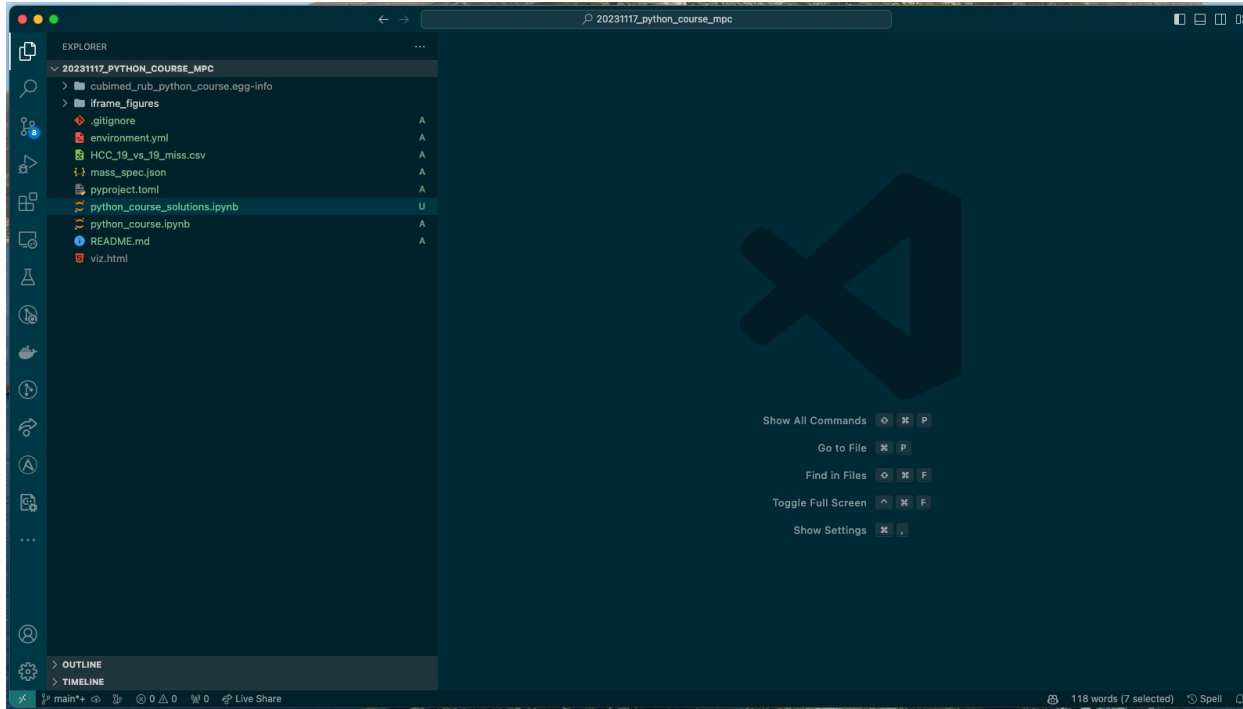 20231117_python_course_mpc
EXPLORER
20231117_PYTHON_COURSE_MPC
cubimed_rub_python_course.egg-info
iframe_figures
.gitignore A
environment.yml A
HCC_19_vs_19_miss.csv A
mass_spec.json A
pyproject.toml A
python_course_solutions.ipynb U
python_course.ipynb A
README.md A
viz.html
8
Show All Commands ⇧ ⌘ P
Go to File ⌘ P
Find in Files ⇧ ⌘ F
Toggle Full Screen ^ ⌘ F
Show Settings ⌘ ,
OUTLINE
TIMELINE
main*+ 0 0 0 Live Share 118 words (7 selected) Spell